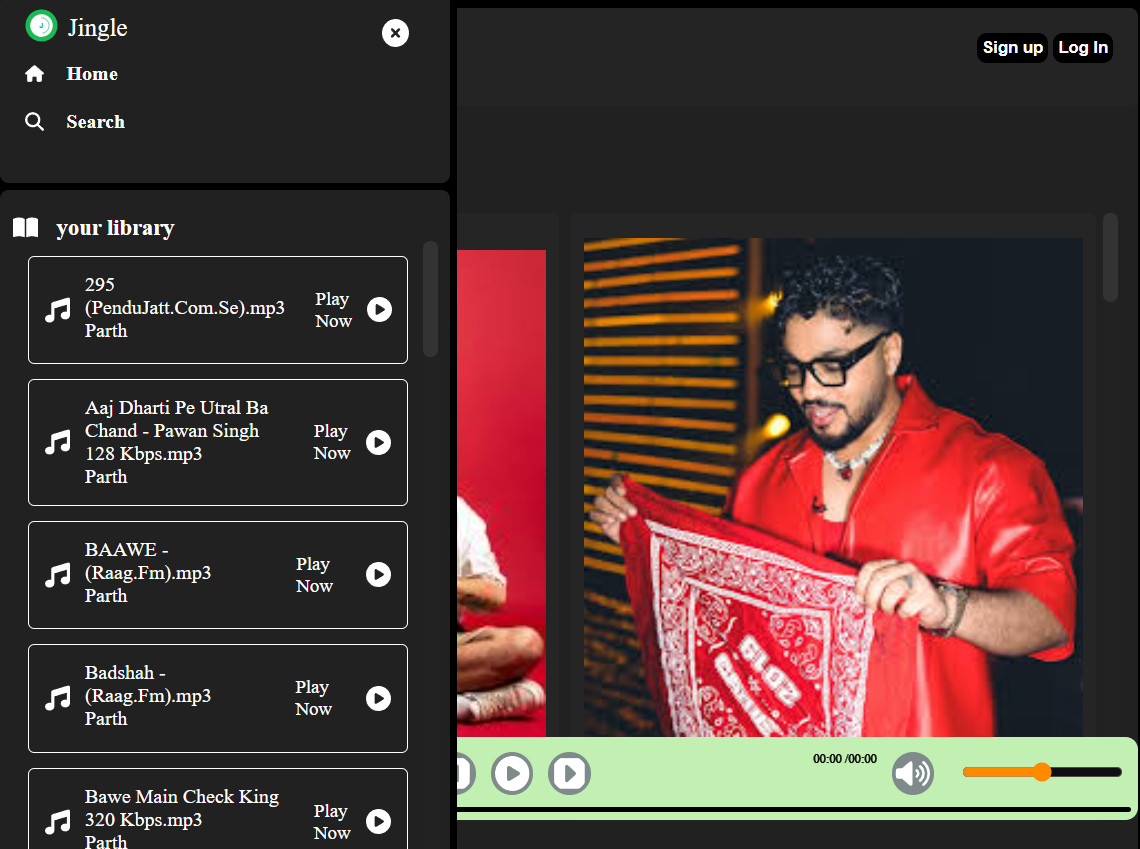 Jingle
Home
Search
Sign up
Log In
your library
295
(PenduJatt.Com.Se).mp3
Parth
Play
Now
Aaj Dharti Pe Utral Ba
Chand - Pawan Singh
128 Kbps.mp3
Parth
Play
Now
BAAWE -
(Raag.Fm).mp3
Parth
Play
Now
Badshah -
(Raag.Fm).mp3
Parth
Play
Now
Bawe Main Check King
320 Kbps.mp3
Parth
Play
Now
00:00 /00:00